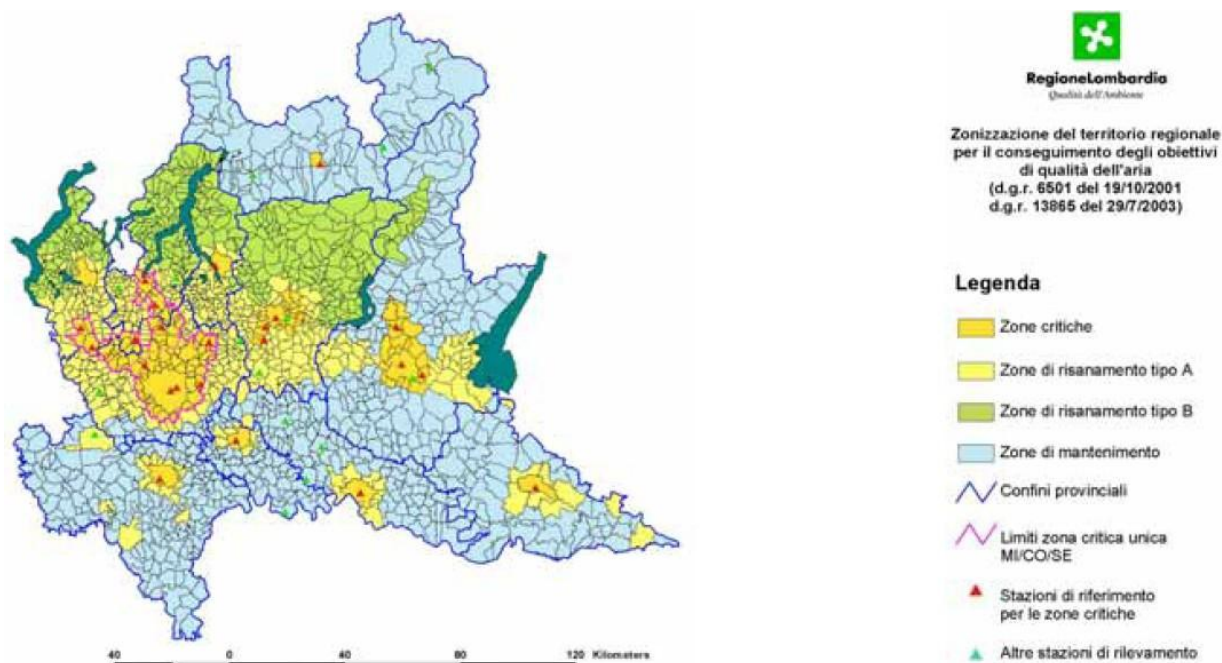 RegioneLombardia
Qualità dell'Ambiente
Zonizzazione del territorio regionale
per il conseguimento degli obiettivi
di qualità dell'aria
(d.g.r. 6501 del 19/10/2001
d.g.r. 13865 del 29/7/2003)
Legenda
Zone critiche
Zone di risanamento tipo A
Zone di risanamento tipo B
Zone di mantenimento
Confini provinciali
Limiti zona critica unica
MI/CO/SE
Stazioni di riferimento
per le zone critiche
Altre stazioni di rilevamento
40 0 40 80 120 Kilometers